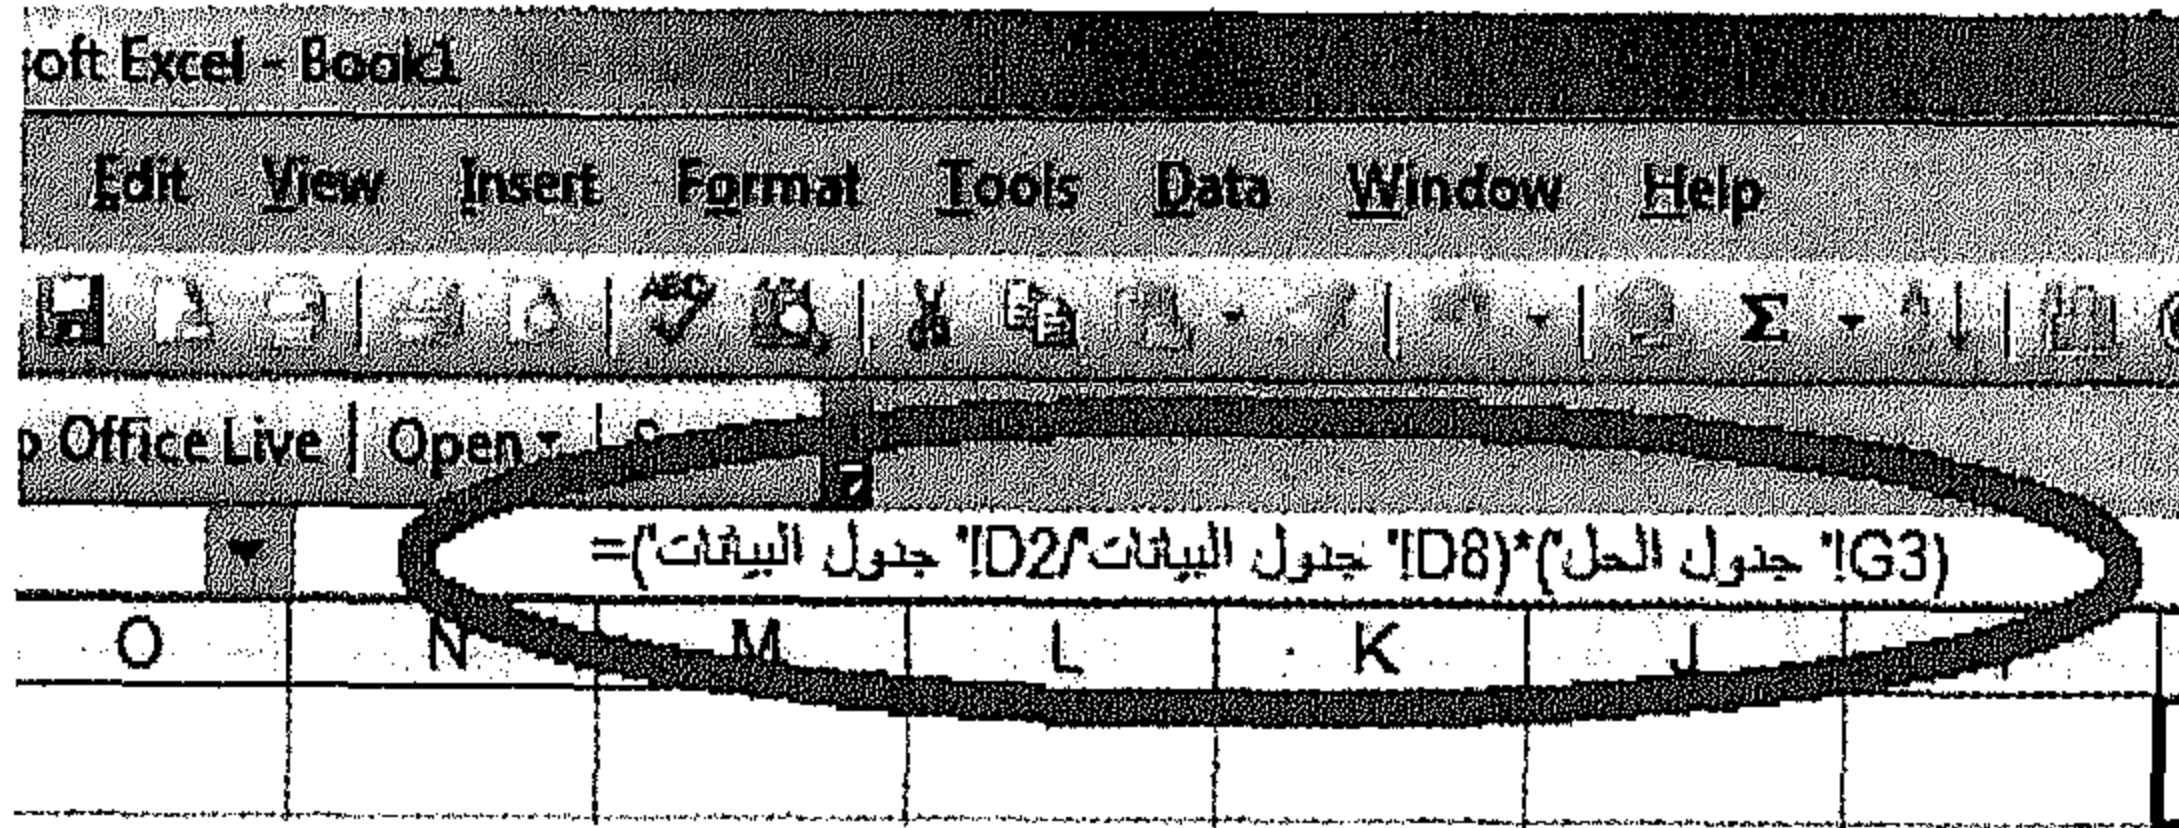 oft Excel - Book1
Edit View Insert Format Tools Data Window Help
Office Live Open
=(' جدول البيانات'!D2/' جدول البيانات'!D8)*(' جدول الحل'!G3)
O N M L K J